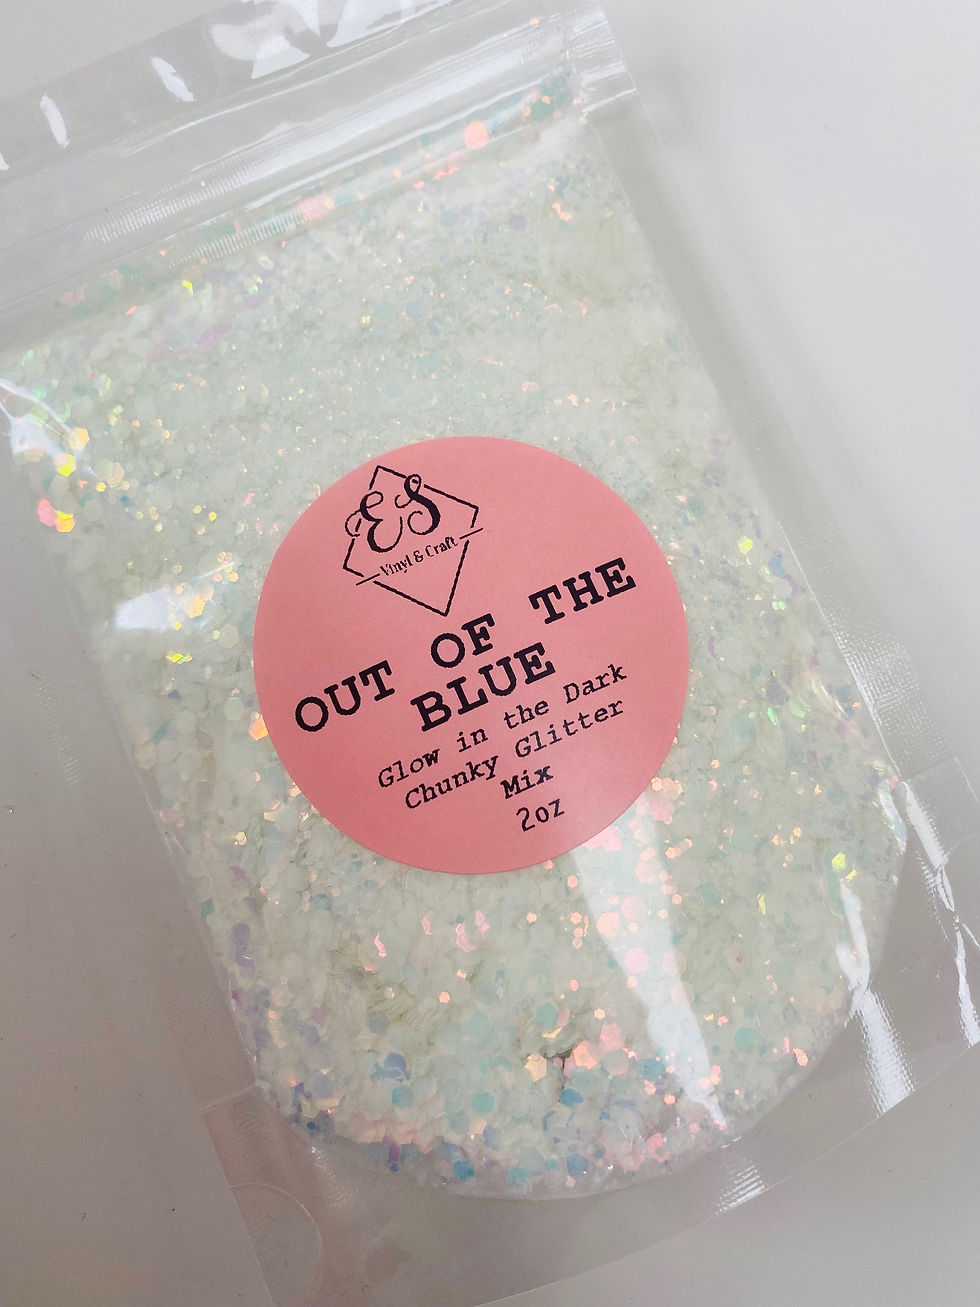 ES
Vinyl & Craft
OUT OF THE
BLUE
Glow in the Dark
Chunky Glitter
Mix
2oz